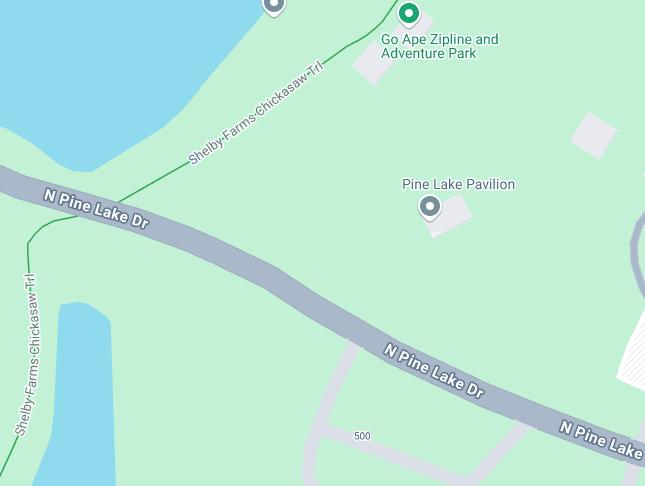 Go Ape Zipline and
Adventure Park
Shelby-Farms-Chickasaw-Trl
Pine Lake Pavilion
N Pine Lake Dr
Shelby-Farms-Chickasaw-Trl
N Pine Lake Dr
N Pine Lake
500